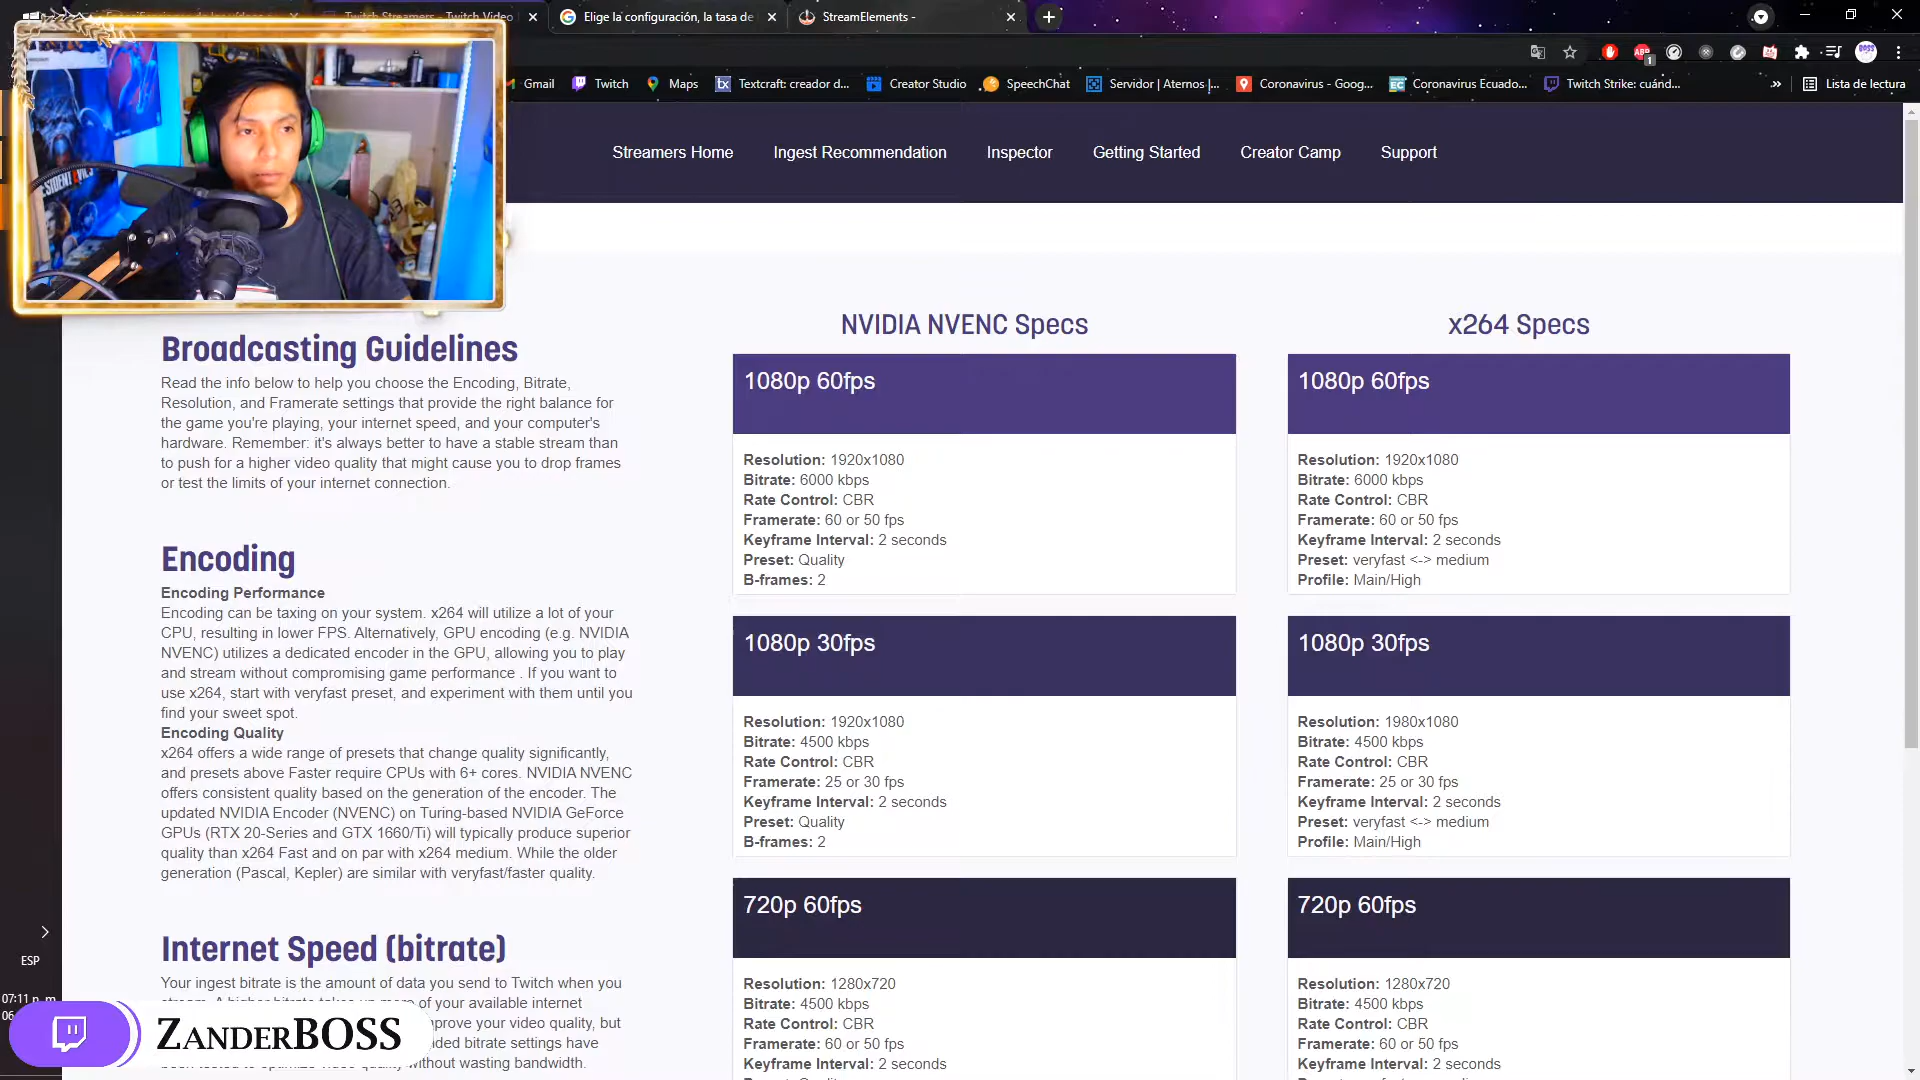 Twitch Streamers - Twitch Video
Elige la configuración, la tasa de
StreamElements -
Gmail
Twitch
Maps
Textcraft: creador d...
Creator Studio
SpeechChat
Servidor | Aternos |...
Coronavirus - Goog...
Coronavirus Ecuado...
Twitch Strike: cuánd...
»
Lista de lectura
Streamers Home
Ingest Recommendation
Inspector
Getting Started
Creator Camp
Support
Broadcasting Guidelines
Read the info below to help you choose the Encoding, Bitrate,
Resolution, and Framerate settings that provide the right balance for
the game you're playing, your internet speed, and your computer's
hardware. Remember: it's always better to have a stable stream than
to push for a higher video quality that might cause you to drop frames
or test the limits of your internet connection.
Encoding
Encoding Performance
Encoding can be taxing on your system. x264 will utilize a lot of your
CPU, resulting in lower FPS. Alternatively, GPU encoding (e.g. NVIDIA
NVENC) utilizes a dedicated encoder in the GPU, allowing you to play
and stream without compromising game performance . If you want to
use x264, start with veryfast preset, and experiment with them until you
find your sweet spot.
Encoding Quality
x264 offers a wide range of presets that change quality significantly,
and presets above Faster require CPUs with 6+ cores. NVIDIA NVENC
offers consistent quality based on the generation of the encoder. The
updated NVIDIA Encoder (NVENC) on Turing-based NVIDIA GeForce
GPUs (RTX 20-Series and GTX 1660/Ti) will typically produce superior
quality than x264 Fast and on par with x264 medium. While the older
generation (Pascal, Kepler) are similar with veryfast/faster quality.
Internet Speed (bitrate)
Your ingest bitrate is the amount of data you send to Twitch when you
of your available internet
improve your video quality, but
bitrate settings have
without wasting bandwidth.
NVIDIA NVENC Specs
1080p 60fps
Resolution: 1920x1080
Bitrate: 6000 kbps
Rate Control: CBR
Framerate: 60 or 50 fps
Keyframe Interval: 2 seconds
Preset: Quality
B-frames: 2
1080p 30fps
Resolution: 1920x1080
Bitrate: 4500 kbps
Rate Control: CBR
Framerate: 25 or 30 fps
Keyframe Interval: 2 seconds
Preset: Quality
B-frames: 2
720p 60fps
Resolution: 1280x720
Bitrate: 4500 kbps
Rate Control: CBR
Framerate: 60 or 50 fps
Keyframe Interval: 2 seconds
x264 Specs
1080p 60fps
Resolution: 1920x1080
Bitrate: 6000 kbps
Rate Control: CBR
Framerate: 60 or 50 fps
Keyframe Interval: 2 seconds
Preset: veryfast <-> medium
Profile: Main/High
1080p 30fps
Resolution: 1980x1080
Bitrate: 4500 kbps
Rate Control: CBR
Framerate: 25 or 30 fps
Keyframe Interval: 2 seconds
Preset: veryfast <-> medium
Profile: Main/High
720p 60fps
Resolution: 1280x720
Bitrate: 4500 kbps
Rate Control: CBR
Framerate: 60 or 50 fps
Keyframe Interval: 2 seconds
ESP
07:11 p. m.
ZANDERBOSS